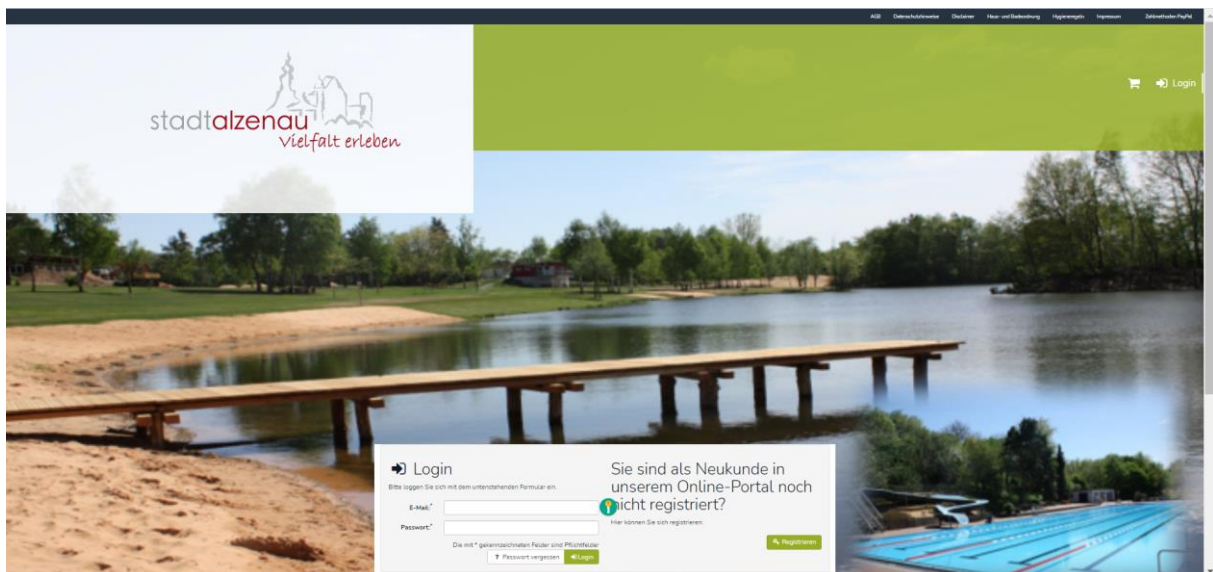 AGB Datenschutzhinweise Disclaimer Haus- und Badeordnung Hygieneregeln Impressum Zahlmethoden PayPal
stadtalzenau
Vielfalt erleben
Login
Login
Bitte loggen Sie sich mit dem untenstehenden Formular ein.
E-Mail:*
Passwort:*
Die mit * gekennzeichneten Felder sind Pflichtfelder
? Passwort vergessen Login
Sie sind als Neukunde in
unserem Online-Portal noch
nicht registriert?
Hier können Sie sich registrieren.
Registrieren